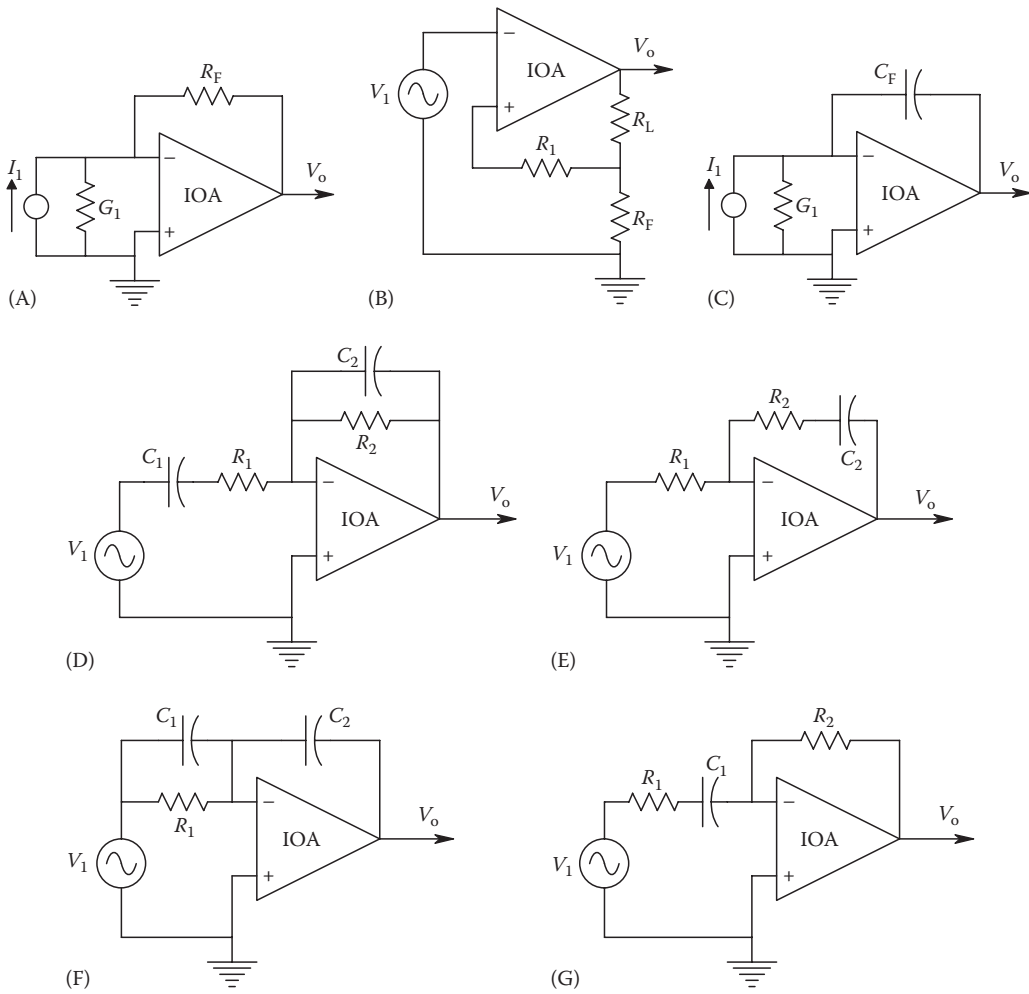 R_F
I_1
G_1
−
+
IOA
V_o
(A)
V_1
−
+
IOA
V_o
R_L
R_1
R_F
(B)
C_F
I_1
G_1
−
+
IOA
V_o
(C)
C_2
R_2
C_1
R_1
−
+
IOA
V_o
V_1
(D)
R_2
C_2
R_1
−
+
IOA
V_o
V_1
(E)
C_1
C_2
R_1
−
+
IOA
V_o
V_1
(F)
R_2
R_1
C_1
−
+
IOA
V_o
V_1
(G)